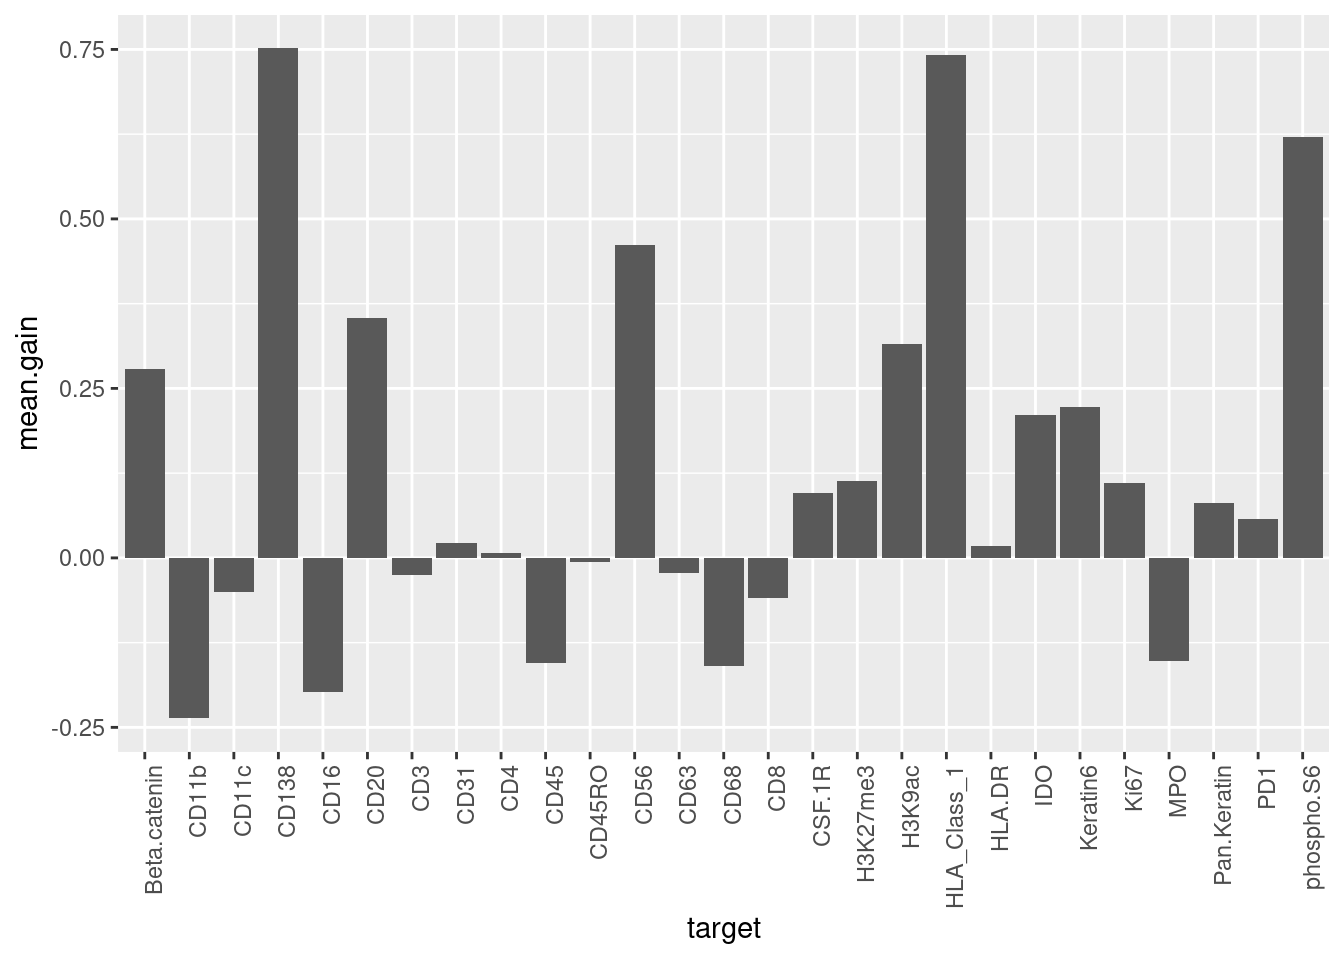 mean.gain
0.75
0.50
0.25
0.00
-0.25
Beta.catenin
CD11b
CD11c
CD138
CD16
CD20
CD3
CD31
CD4
CD45
CD45RO
CD56
CD63
CD68
CD8
CSF.1R
H3K27me3
H3K9ac
HLA_Class_1
HLA.DR
IDO
Keratin6
Ki67
MPO
Pan.Keratin
PD1
phospho.S6
target